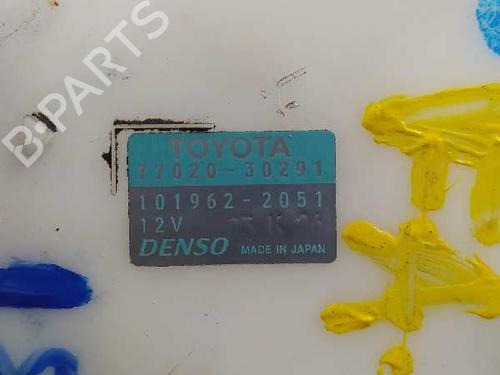 B-PARTS
TOYOTA
77020-30291
101962-2051
12V
DENSO MADE IN JAPAN